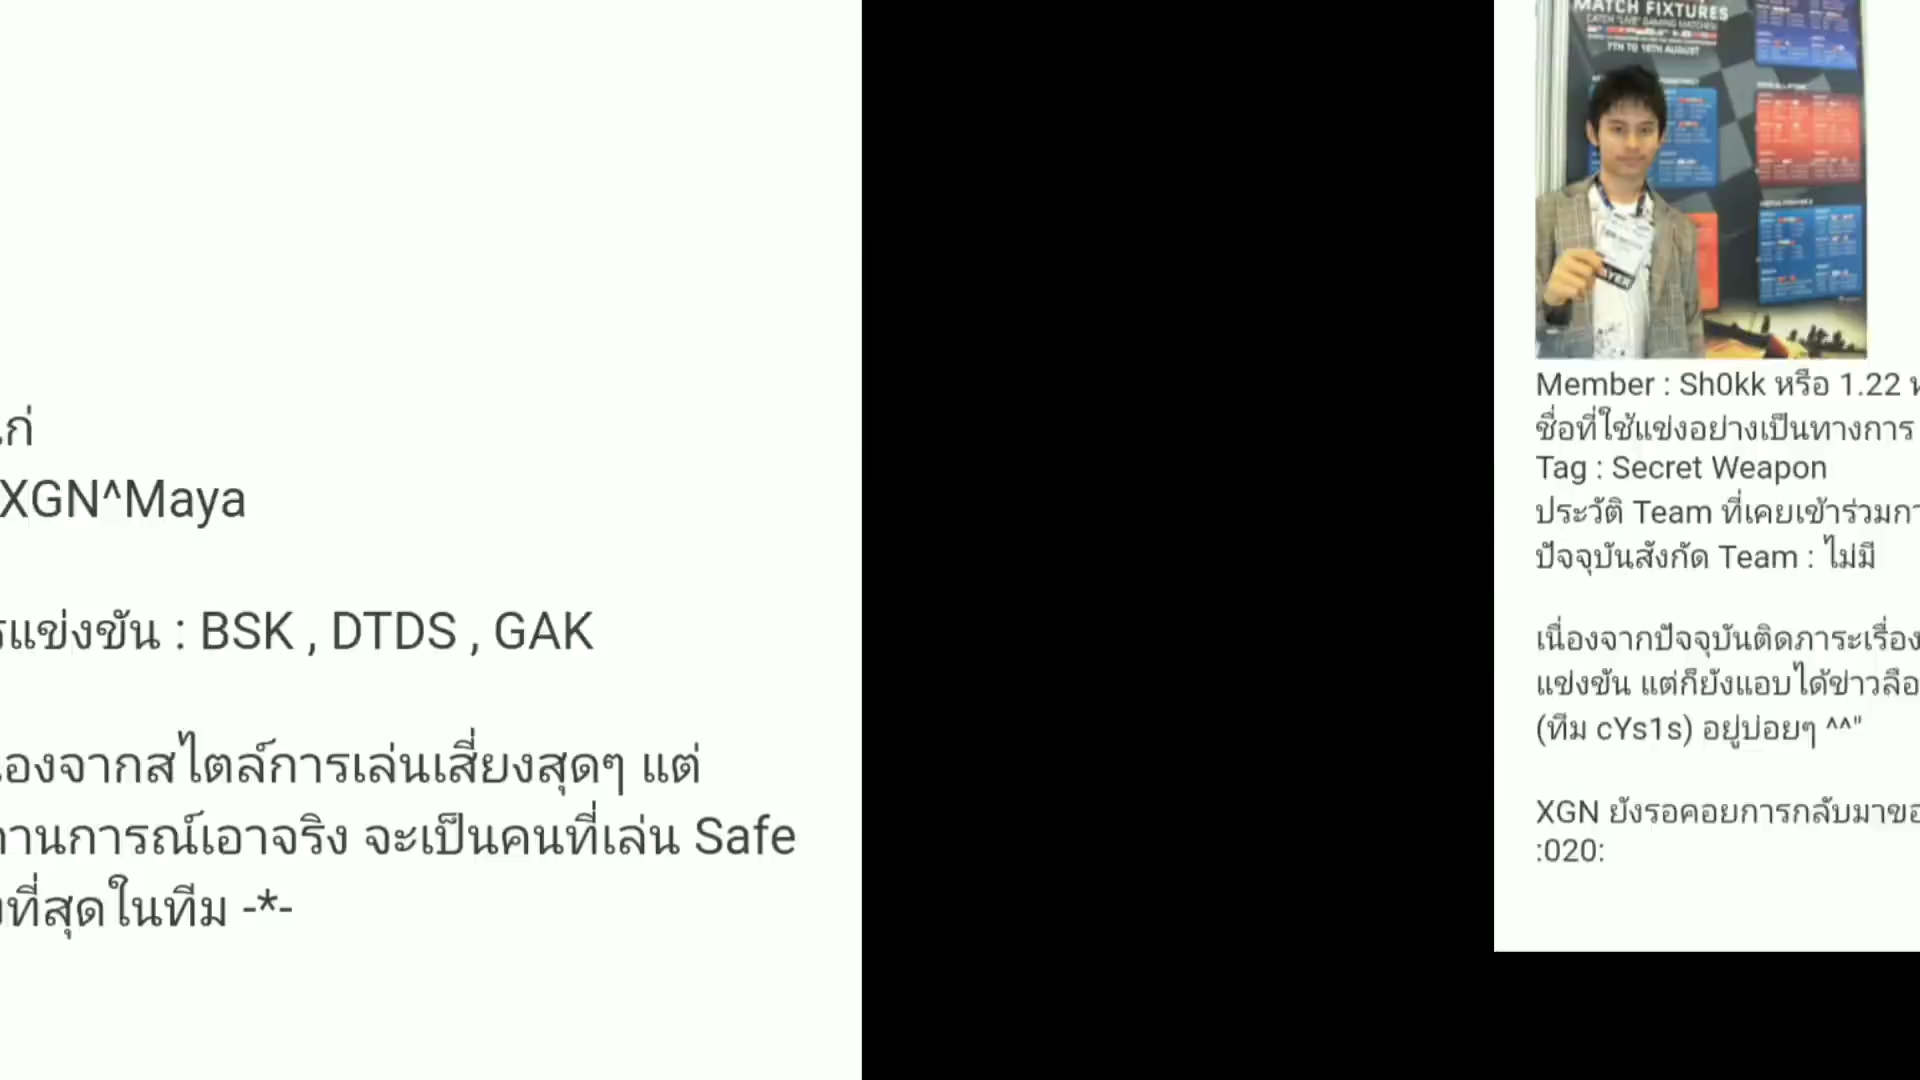 ก่
XGN^Maya
แข่งขัน : BSK , DTDS , GAK
องจากสไตล์การเล่นเสี่ยงสุดๆ แต่
านการณ์เอาจริง จะเป็นคนที่เล่น Safe
ที่สุดในทีม -*-
MATCH FIXTURES
CATCH "LIVE" GAMING MATCHES
7TH TO 16TH AUGUST
Member : Sh0kk หรือ 1.22
ชื่อที่ใช้แข่งอย่างเป็นทางการ
Tag : Secret Weapon
ประวัติ Team ที่เคยเข้าร่วมกา
ปัจจุบันสังกัด Team : ไม่มี
เนื่องจากปัจจุบันติดภาระเรื่อง
แข่งขัน แต่ก็ยังแอบได้ข่าวลือ
(ทีม cYs1s) อยู่บ่อยๆ ^^"
XGN ยังรอคอยการกลับมาขอ
:020: